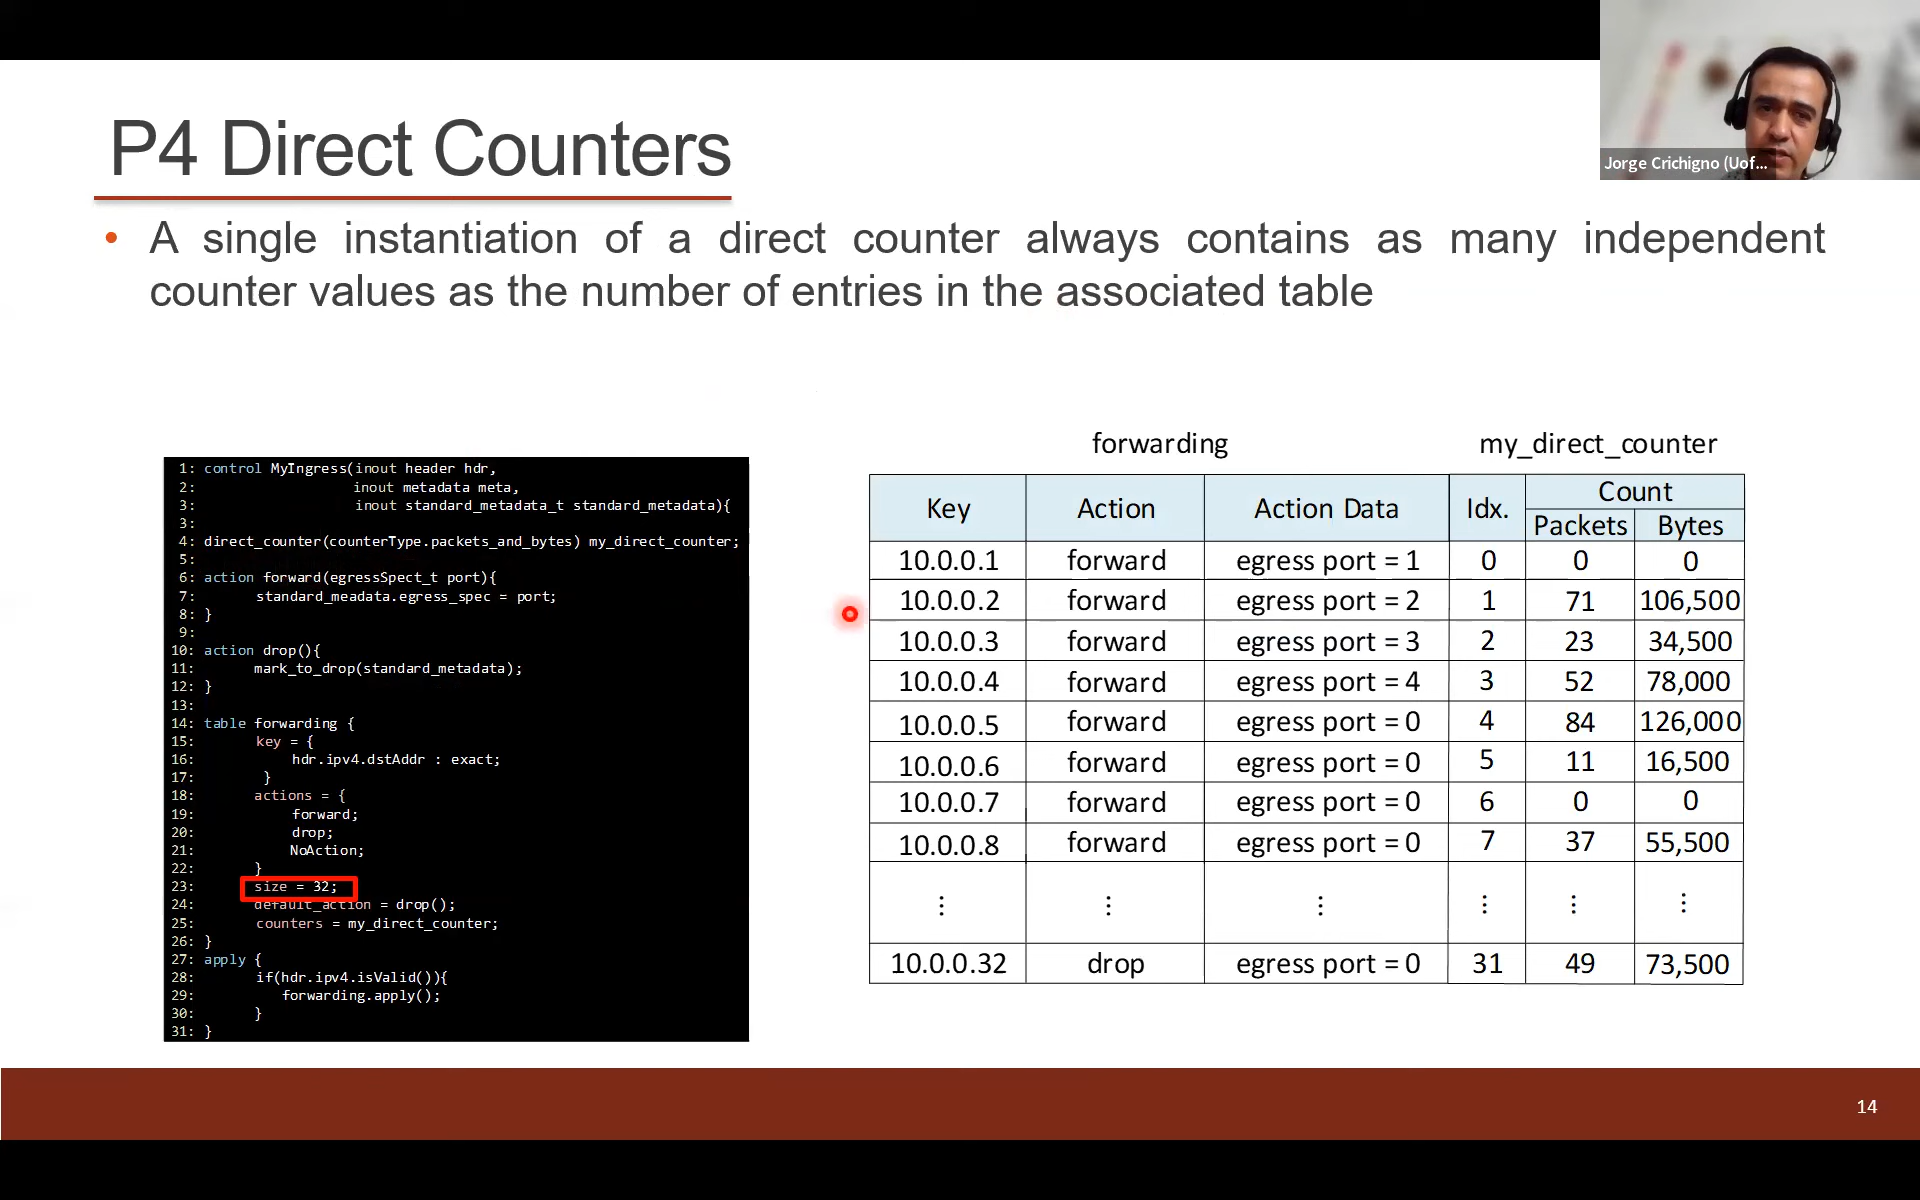 Jorge Crichigno (Uof...
P4 Direct Counters
• A single instantiation of a direct counter always contains as many independent
counter values as the number of entries in the associated table
1: control MyIngress(inout header hdr,
2: inout metadata meta,
3: inout standard_metadata_t standard_metadata){
3:
4: direct_counter(counterType.packets_and_bytes) my_direct_counter;
5:
6: action forward(egressSpect_t port){
7: standard_meadata.egress_spec = port;
8: }
9:
10: action drop(){
11: mark_to_drop(standard_metadata);
12: }
13:
14: table forwarding {
15: key = {
16: hdr.ipv4.dstAddr : exact;
17: }
18: actions = {
19: forward;
20: drop;
21: NoAction;
22: }
23: size = 32;
24: default_action = drop();
25: counters = my_direct_counter;
26: }
27: apply {
28: if(hdr.ipv4.isValid()){
29: forwarding.apply();
30: }
31: }
forwarding my_direct_counter
Key Action Action Data Idx. Count
Packets Bytes
10.0.0.1 forward egress port = 1 0 0 0
10.0.0.2 forward egress port = 2 1 71 106,500
10.0.0.3 forward egress port = 3 2 23 34,500
10.0.0.4 forward egress port = 4 3 52 78,000
10.0.0.5 forward egress port = 0 4 84 126,000
10.0.0.6 forward egress port = 0 5 11 16,500
10.0.0.7 forward egress port = 0 6 0 0
10.0.0.8 forward egress port = 0 7 37 55,500
⋮ ⋮ ⋮ ⋮ ⋮ ⋮
10.0.0.32 drop egress port = 0 31 49 73,500
14